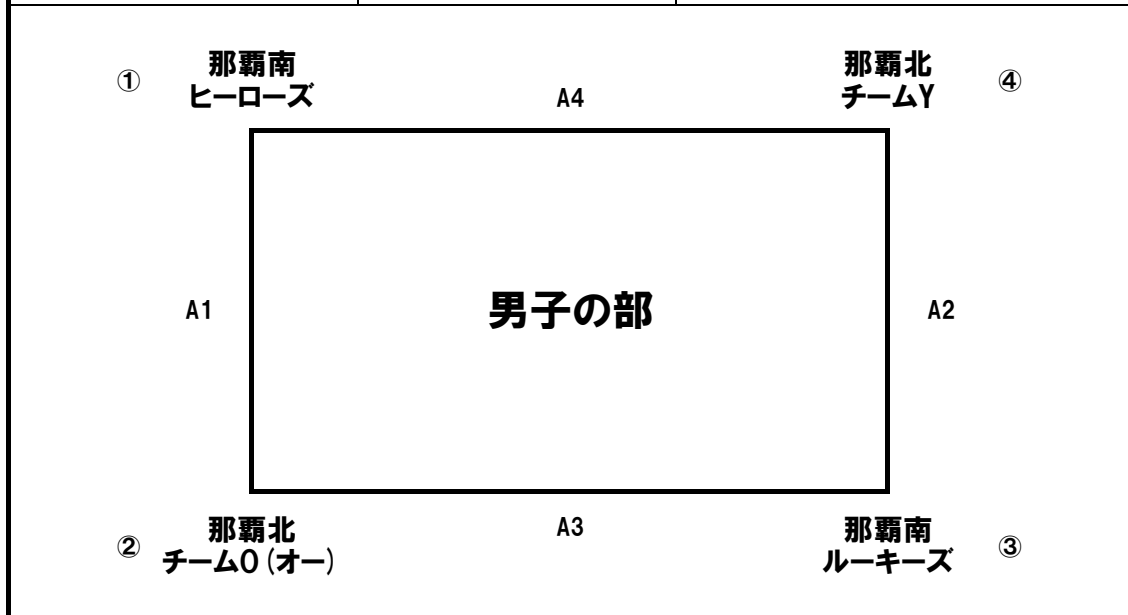 ① 那覇南
ヒーローズ
A4
那覇北
チームY
④
A1
男子の部
A2
② 那覇北
チームO(オー)
A3
那覇南
ルーキーズ
③